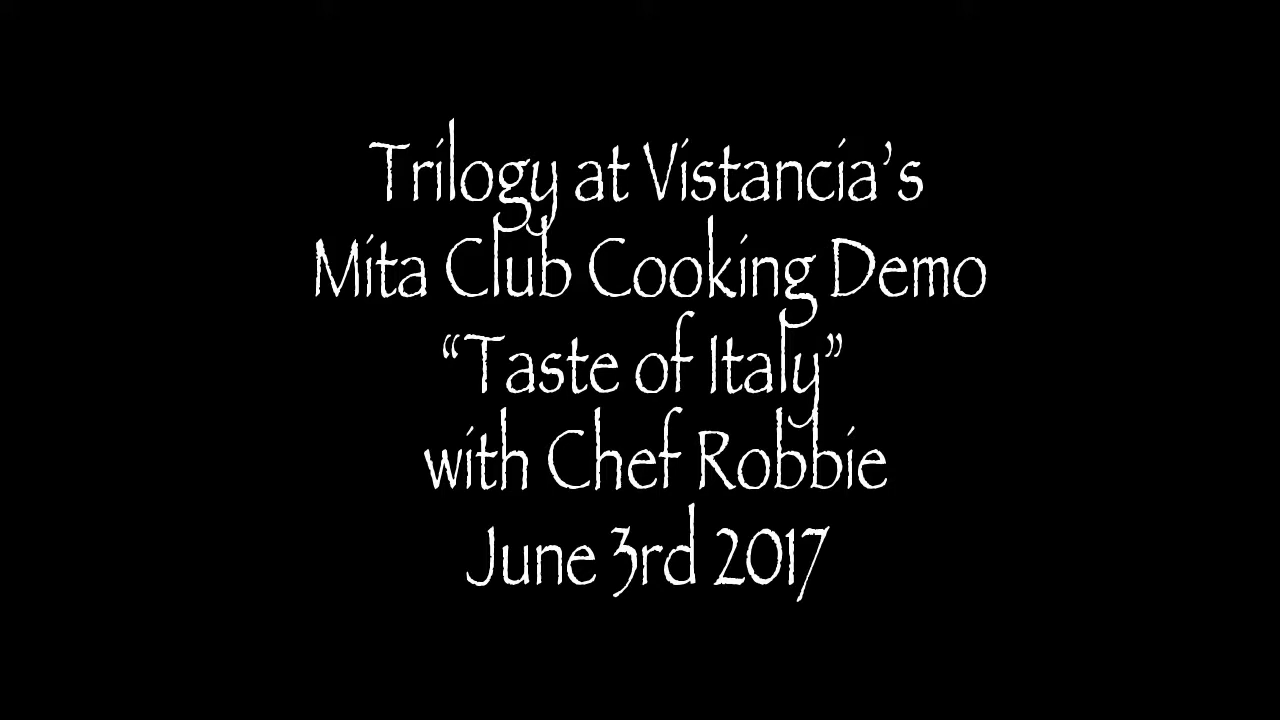 Trilogy at Vistancia’s
Mita Club Cooking Demo
“Taste of Italy”
with Chef Robbie
June 3rd 2017